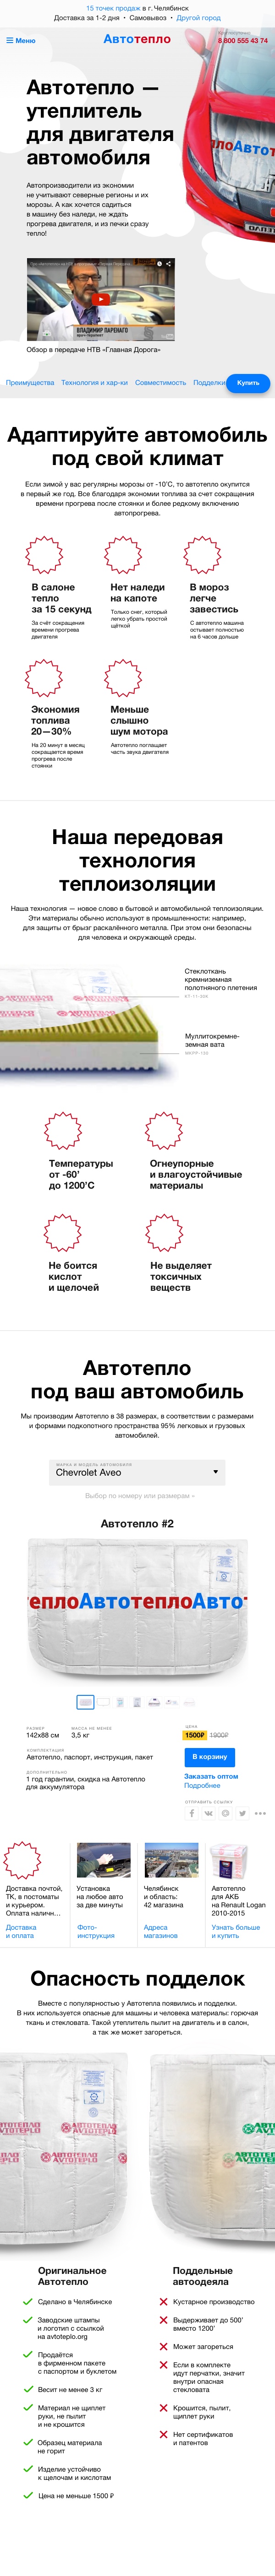 15 точек продаж в г. Челябинск
Доставка за 1-2 дня • Самовывоз • Другой город
Меню
Автотепло
8 800 555 43 74
Автотепло —
утеплитель
для двигателя
автомобиля
Автопроизводители из экономии
не учитывают северные регионы и их
морозы. А как хочется садиться
в машину без наледи, не ждать
прогрева двигателя, и из печки сразу
тепло!
ВЛАДИМИР ПАРЕНАГО
Обзор в передаче НТВ «Главная Дорога»
Преимущества Технология и хар-ки Совместимость Подделки
Купить
Адаптируйте автомобиль
под свой климат
Если зимой у вас регулярны морозы от -10°С, то автотепло окупится
в первый же год. Все благодаря экономии топлива за счет сокращения
времени прогрева после стоянки и более редкому включению
автопрогрева.
В салоне
тепло
за 15 секунд
За счёт сокращения
времени прогрева
двигателя
Нет наледи
на капоте
Только снег, который
легко убрать простой
щёткой
В мороз
легче
завестись
С автотепло машина
остывает полностью
на 6 часов дольше
Экономия
топлива
20—30%
На 20 минут в месяц
сокращается время
прогрева после
стоянки
Меньше
слышно
шум мотора
Автотепло поглащает
часть звука двигателя
Наша передовая
технология
теплоизоляции
Наша технология — новое слово в бытовой и автомобильной теплоизоляции.
Эти материалы обычно используют в промышленности: например,
для защиты от брызг раскалённого металла. При этом они безопасны
для человека и окружающей среды.
Стеклоткань
кремниземная
полотняного плетения
КТ-11-30К
Муллитокремне-
земная вата
МКРР-130
Температуры
от -60°
до 1200°С
Огнеупорные
и влагоустойчивые
материалы
Не боится
кислот
и щелочей
Не выделяет
токсичных
веществ
Автотепло
под ваш автомобиль
Мы производим Автотепло в 38 размерах, в соответствии с размерами
и формами подкопотного пространства 95% легковых и грузовых
автомобилей.
МАРКА И МОДЕЛЬ АВТОМОБИЛЯ
Chevrolet Aveo
Выбор по номеру или размерам »
Автотепло #2
теплоАвтотеплоАвтот
РАЗМЕР
142х88 см
МАССА НЕ МЕНЕЕ
3,5 кг
ЦЕНА
1500₽ 1900₽
КОМПЛЕКТАЦИЯ
Автотепло, паспорт, инструкция, пакет
В корзину
ДОПОЛНИТЕЛЬНО
1 год гарантии, скидка на Автотепло
для аккумулятора
Заказать оптом
Подробнее
ОТПРАВИТЬ ССЫЛКУ
Доставка почтой,
ТК, в постоматы
и курьером.
Оплата наличн...
Доставка
и оплата
Установка
на любое авто
за две минуты
Фото-
инструкция
Челябинск
и область:
42 магазина
Адреса
магазинов
Автотепло
для АКБ
на Renault Logan
2010-2015
Узнать больше
и купить
Опасность подделок
Вместе с популярностью у Автотепла появились и подделки.
В них используется опасные для машины и человека материалы: горючая
ткань и стекловата. Такой утеплитель пылит на двигатель и в салон,
а так же может загореться.
АВТОТЕПЛО
AVTOTEPLO
АВТОТЕПЛО
AVTOTEPLO
Оригинальное
Автотепло
Сделано в Челябинске
Заводские штампы
и логотип с ссылкой
на avtoteplo.org
Продаётся
в фирменном пакете
с паспортом и буклетом
Весит не менее 3 кг
Материал не щиплет
руки, не пылит
и не крошится
Образец материала
не горит
Изделие устойчиво
к щелочам и кислотам
Цена не меньше 1500 ₽
Поддельные
автоодеяла
Кустарное производство
Выдерживает до 500°
вместо 1200°
Может загореться
Если в комплекте
идут перчатки, значит
внутри опасная
стекловата
Крошится, пылит,
щиплет руки
Нет сертификатов
и патентов